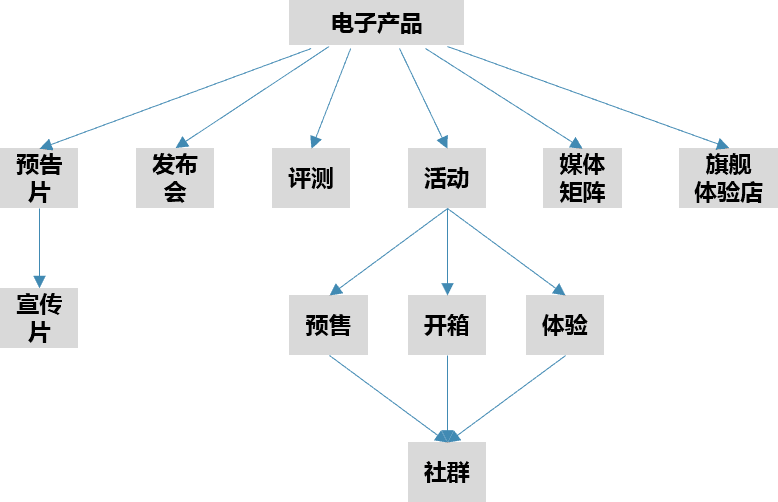 电子产品
预告
片
发布
会
评测
活动
媒体
矩阵
旗舰
体验店
宣传
片
预售
开箱
体验
社群